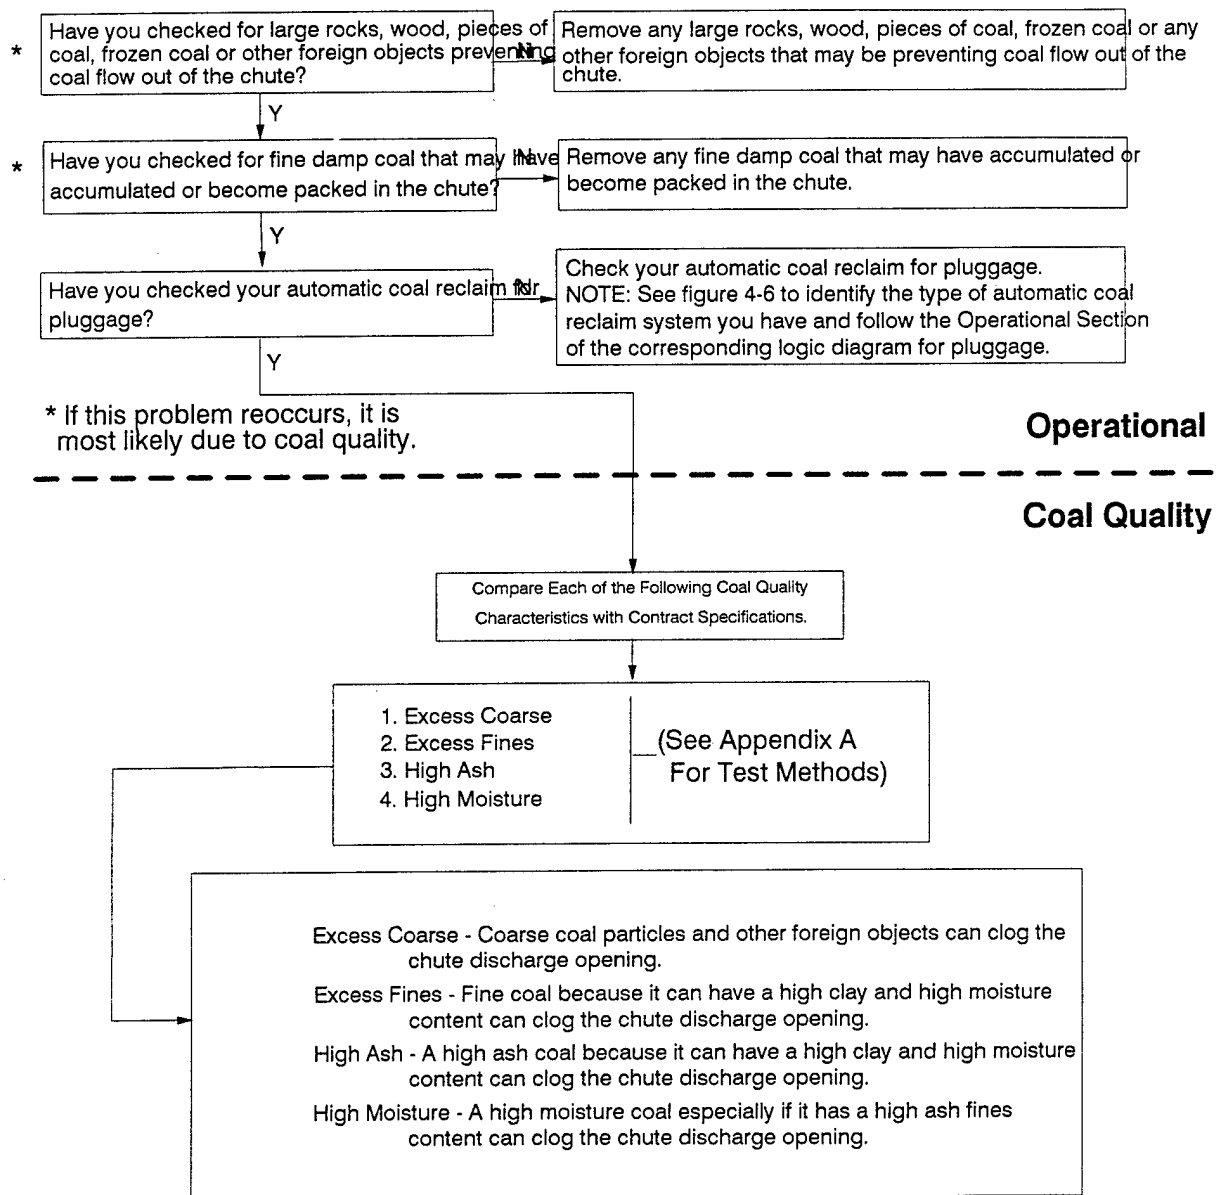 * Have you checked for large rocks, wood, pieces of
coal, frozen coal or other foreign objects preventing
coal flow out of the chute?
N
Remove any large rocks, wood, pieces of coal, frozen coal or any
other foreign objects that may be preventing coal flow out of the
chute.
Y
* Have you checked for fine damp coal that may have
accumulated or become packed in the chute?
N
Remove any fine damp coal that may have accumulated or
become packed in the chute.
Y
Have you checked your automatic coal reclaim for
pluggage?
N
Check your automatic coal reclaim for pluggage.
NOTE: See figure 4-6 to identify the type of automatic coal
reclaim system you have and follow the Operational Section
of the corresponding logic diagram for pluggage.
Y
* If this problem reoccurs, it is
most likely due to coal quality.
Operational
Coal Quality
Compare Each of the Following Coal Quality
Characteristics with Contract Specifications.
1. Excess Coarse
2. Excess Fines
3. High Ash
4. High Moisture
(See Appendix A
For Test Methods)
Excess Coarse - Coarse coal particles and other foreign objects can clog the
chute discharge opening.
Excess Fines - Fine coal because it can have a high clay and high moisture
content can clog the chute discharge opening.
High Ash - A high ash coal because it can have a high clay and high moisture
content can clog the chute discharge opening.
High Moisture - A high moisture coal especially if it has a high ash fines
content can clog the chute discharge opening.